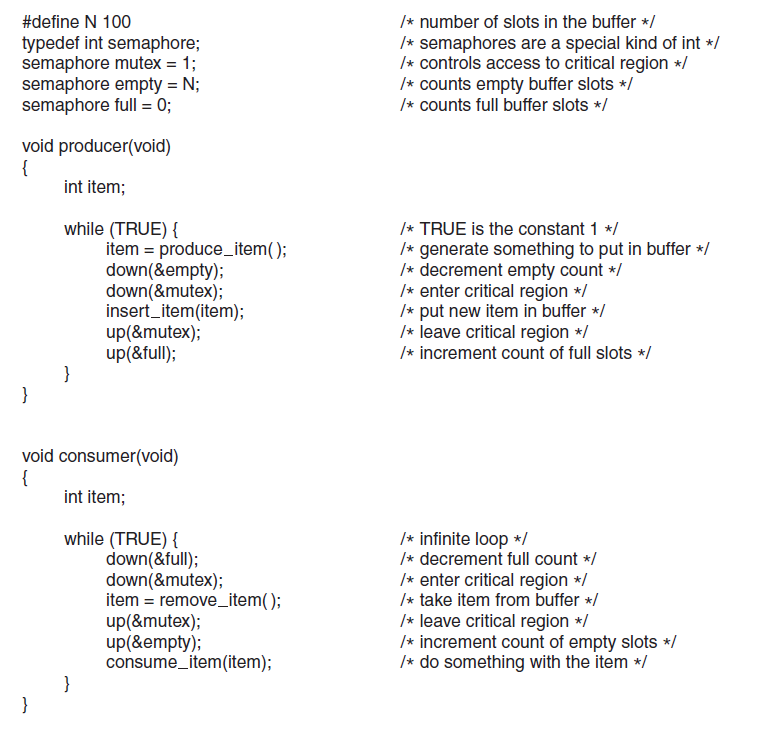 #define N 100 /* number of slots in the buffer */
typedef int semaphore; /* semaphores are a special kind of int */
semaphore mutex = 1; /* controls access to critical region */
semaphore empty = N; /* counts empty buffer slots */
semaphore full = 0; /* counts full buffer slots */
void producer(void)
{
int item;
while (TRUE) { /* TRUE is the constant 1 */
item = produce_item( ); /* generate something to put in buffer */
down(&empty); /* decrement empty count */
down(&mutex); /* enter critical region */
insert_item(item); /* put new item in buffer */
up(&mutex); /* leave critical region */
up(&full); /* increment count of full slots */
}
}
void consumer(void)
{
int item;
while (TRUE) { /* infinite loop */
down(&full); /* decrement full count */
down(&mutex); /* enter critical region */
item = remove_item( ); /* take item from buffer */
up(&mutex); /* leave critical region */
up(&empty); /* increment count of empty slots */
consume_item(item); /* do something with the item */
}
}